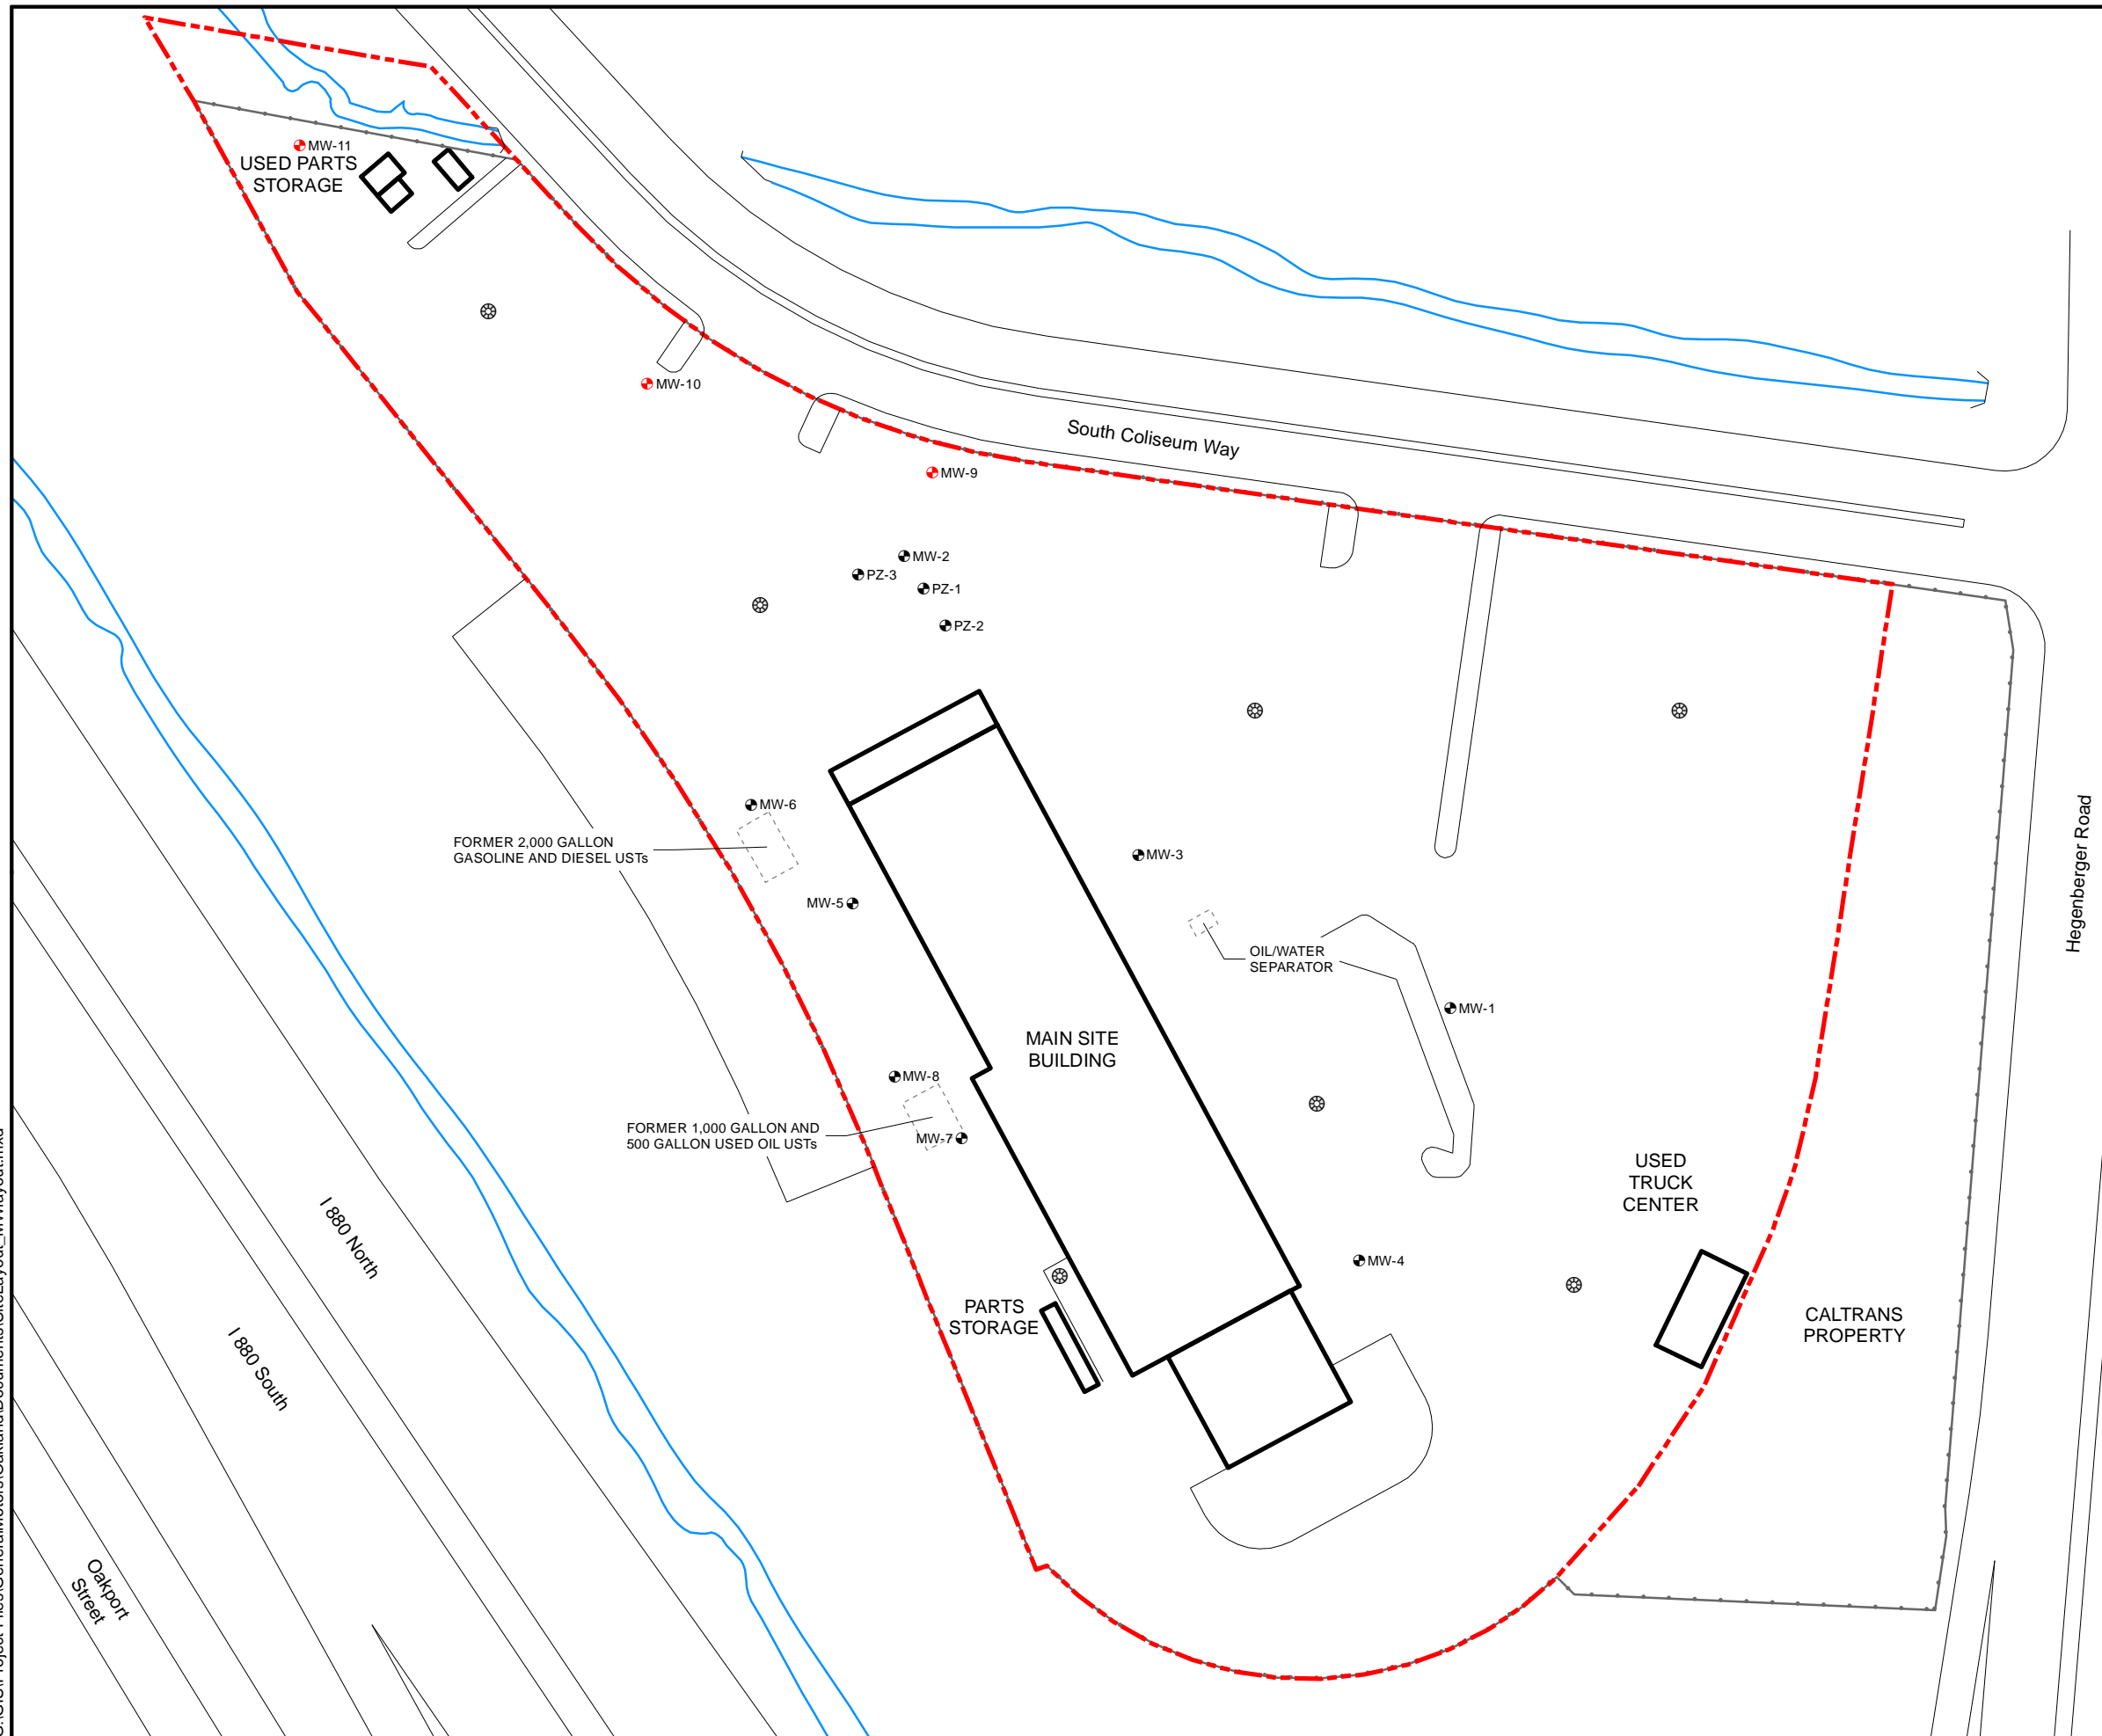 MW-11
USED PARTS
STORAGE
MW-10
South Coliseum Way
MW-9
MW-2
PZ-3
PZ-1
PZ-2
MW-6
FORMER 2,000 GALLON
GASOLINE AND DIESEL USTs
MW-3
MW-5
Hegenberger Road
OIL/WATER
SEPARATOR
MW-1
MAIN SITE
BUILDING
MW-8
FORMER 1,000 GALLON AND
500 GALLON USED OIL USTs
MW-7
USED
TRUCK
CENTER
I 880 North
MW-4
PARTS
STORAGE
CALTRANS
PROPERTY
I 880 South
Oakport
Street